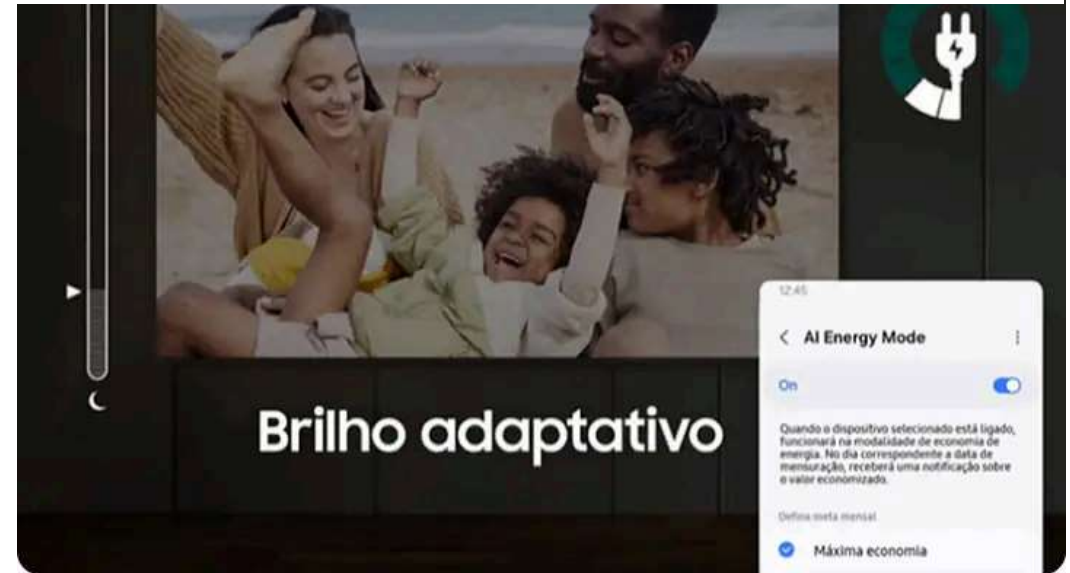 12:45
AI Energy Mode
On
Brilho adaptativo
Quando o dispositivo selecionado está ligado,
funcionará na modalidade de economia de
energia. No dia correspondente a data de
mensuração, receberá uma notificação sobre
o valor economizado.
Defina meta mensal
Máxima economia